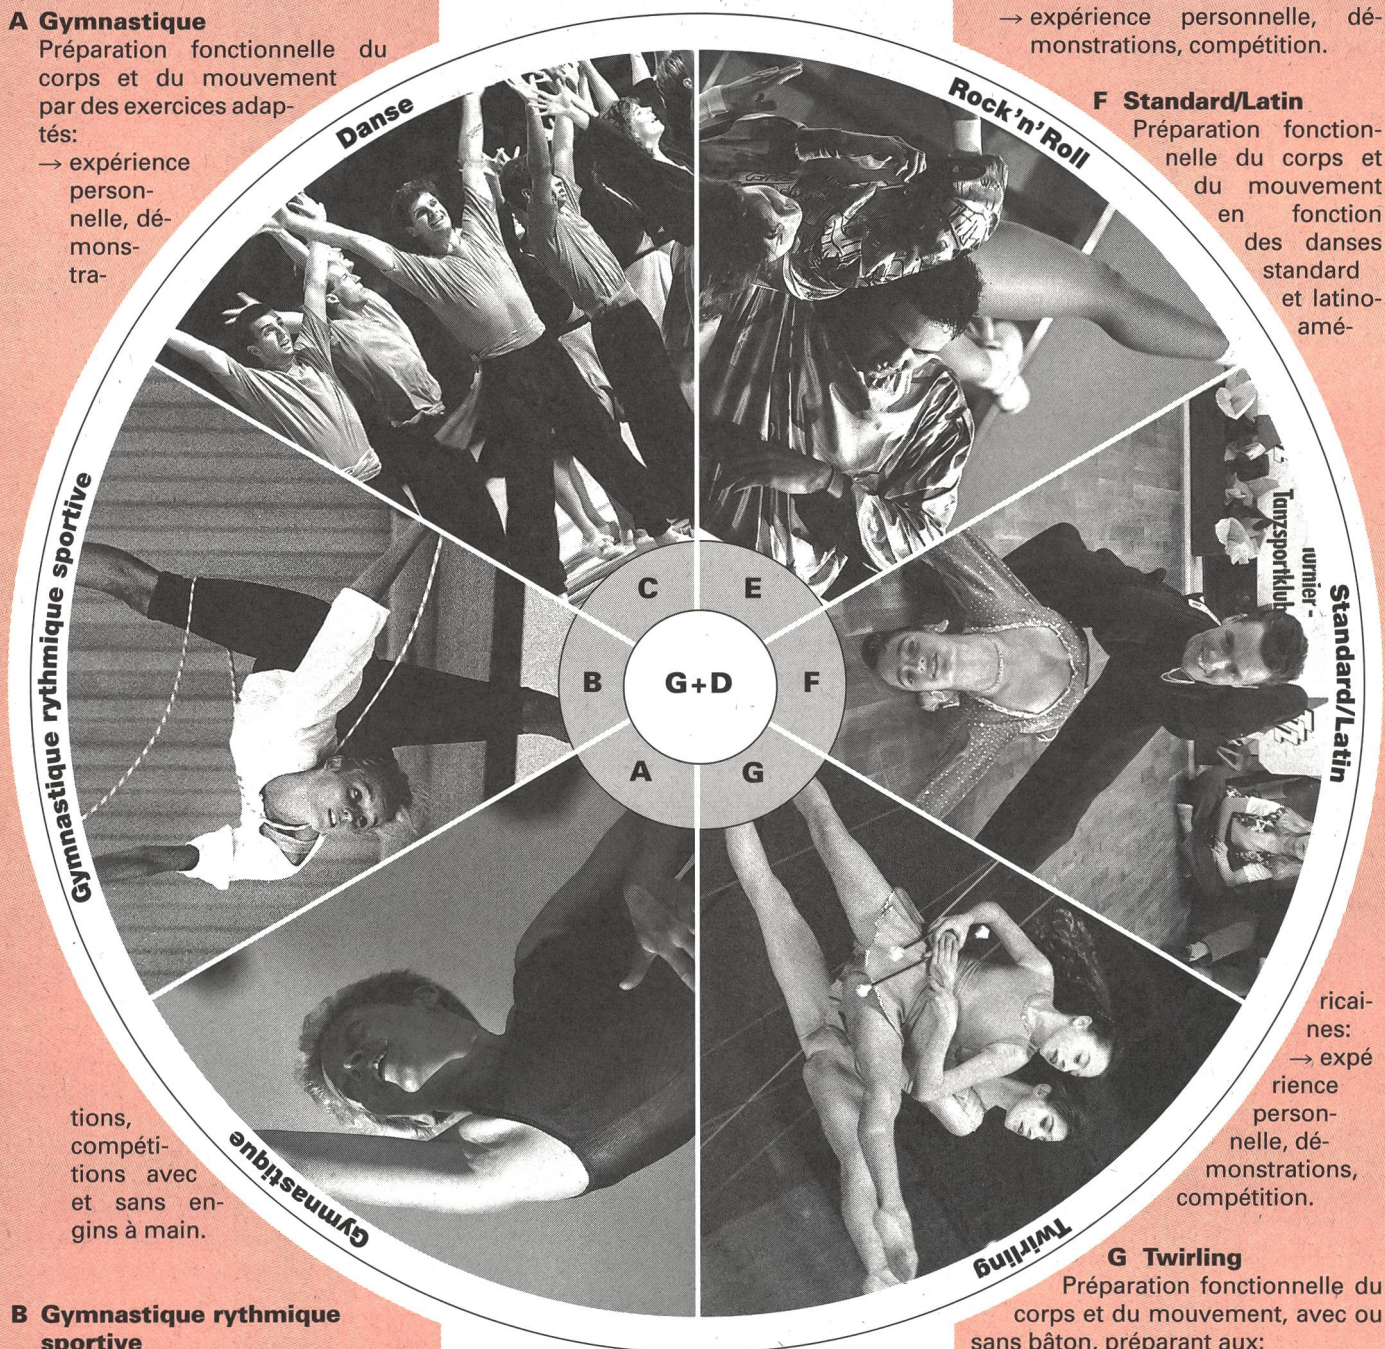 A Gymnastique
Préparation fonctionnelle du
corps et du mouvement
par des exercices adap-
tés:
→ expérience
person-
nelle, dé-
mons-
tra-
tions,
compéti-
tions avec
et sans en-
gins à main.
B Gymnastique rythmique
sportive
→ expérience personnelle, dé-
monstrations, compétition.
F Standard/Latin
Préparation fonction-
nelle du corps et
du mouvement
en fonction
des danses
standard
et latino-
amé-
ricai-
nes:
→ expé
rience
person-
nelle, dé-
monstrations,
compétition.
G Twirling
Préparation fonctionnelle du
corps et du mouvement, avec ou
sans bâton, préparant aux:
Danse
Rock'n'Roll
Standard/Latin
Twirling
Gymnastique
Gymnastique rythmique sportive
C
E
B
G+D
F
A
G
Turnier-
Tanzsportklub